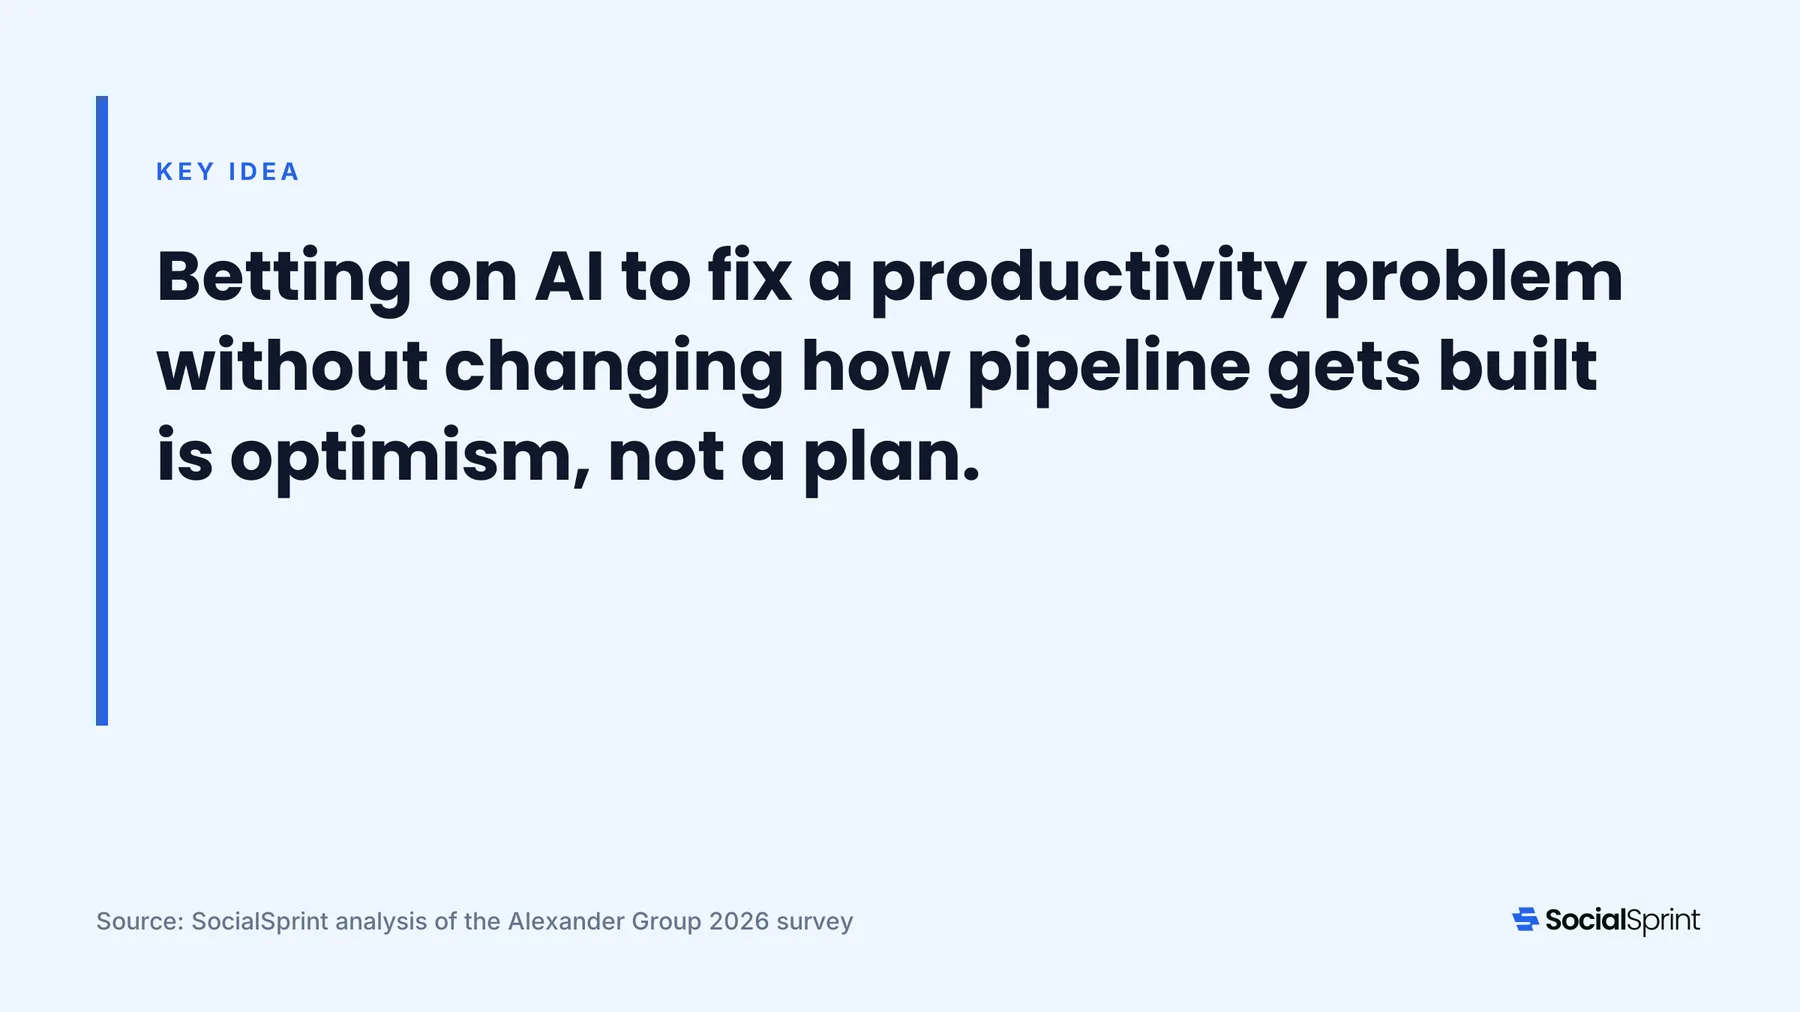 KEY IDEA
Betting on AI to fix a productivity problem
without changing how pipeline gets built
is optimism, not a plan.
Source: SocialSprint analysis of the Alexander Group 2026 survey
SocialSprint